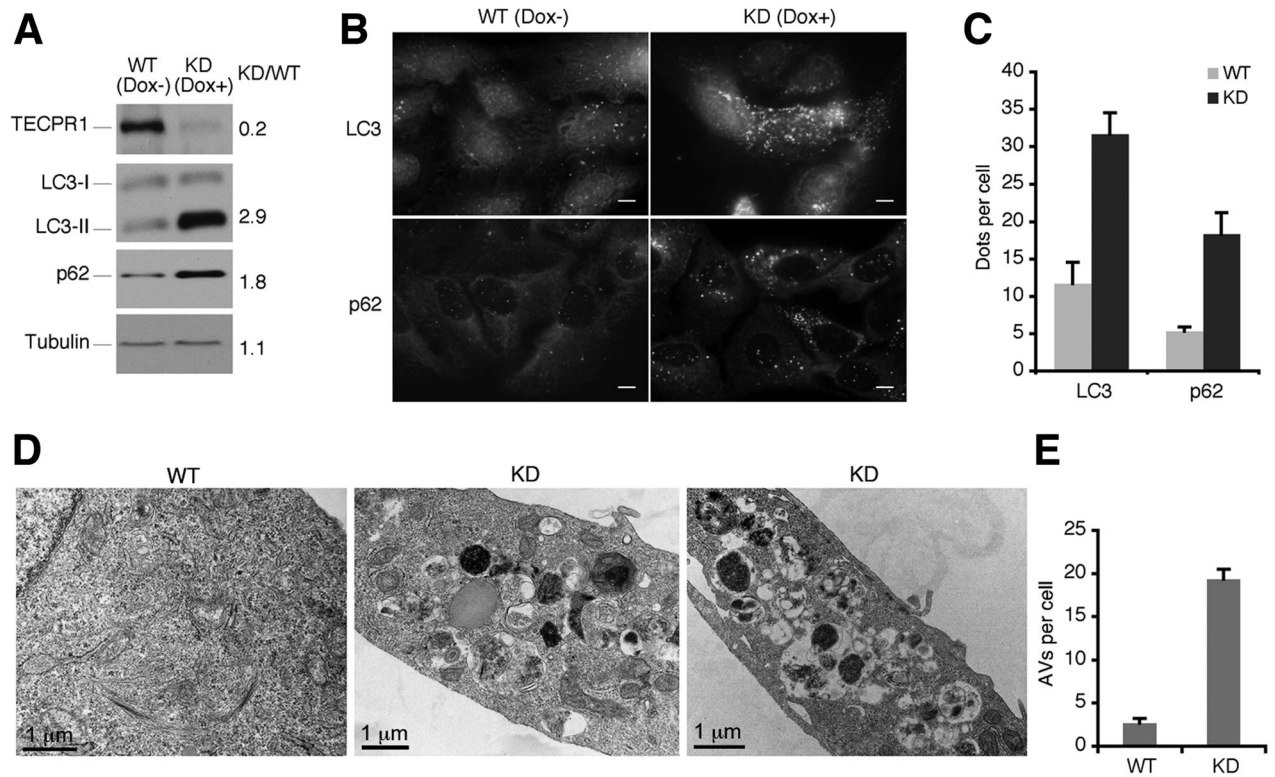 A
WT
(Dox-)
KD
(Dox+)
KD/WT
TECPR1
0.2
LC3-I
LC3-II
2.9
p62
1.8
Tubulin
1.1
B
WT (Dox-)
KD (Dox+)
LC3
p62
C
WT
KD
Dots per cell
40
35
30
25
20
15
10
5
0
LC3
p62
D
WT
KD
KD
1 μm
1 μm
1 μm
E
AVs per cell
25
20
15
10
5
0
WT
KD